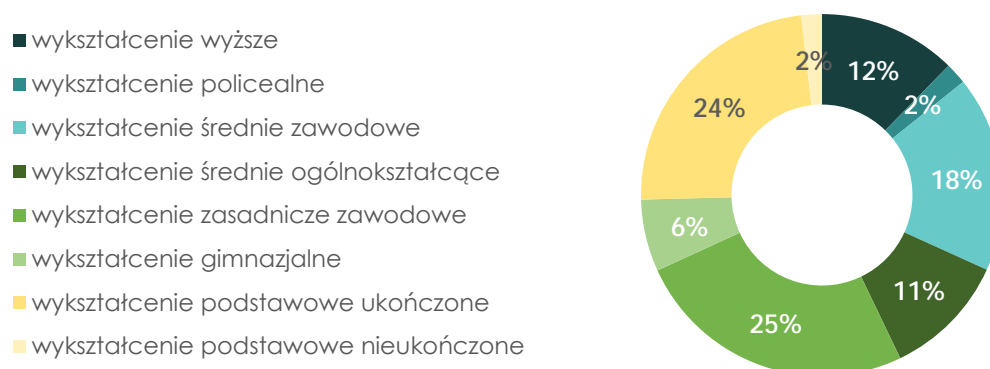 wykształcenie wyższe
wykształcenie policealne
wykształcenie średnie zawodowe
wykształcenie średnie ogólnokształcące
wykształcenie zasadnicze zawodowe
wykształcenie gimnazjalne
wykształcenie podstawowe ukończone
wykształcenie podstawowe nieukończone
12%
2%
18%
11%
25%
6%
24%
2%